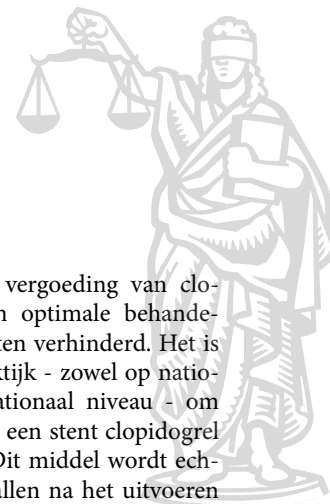 vergoeding van clo-
optimale behande-
ten verhinderd. Het is
ktijk - zowel op natio-
ationaal niveau - om
een stent clopidogrel
Dit middel wordt ech-
allen na het uitvoeren